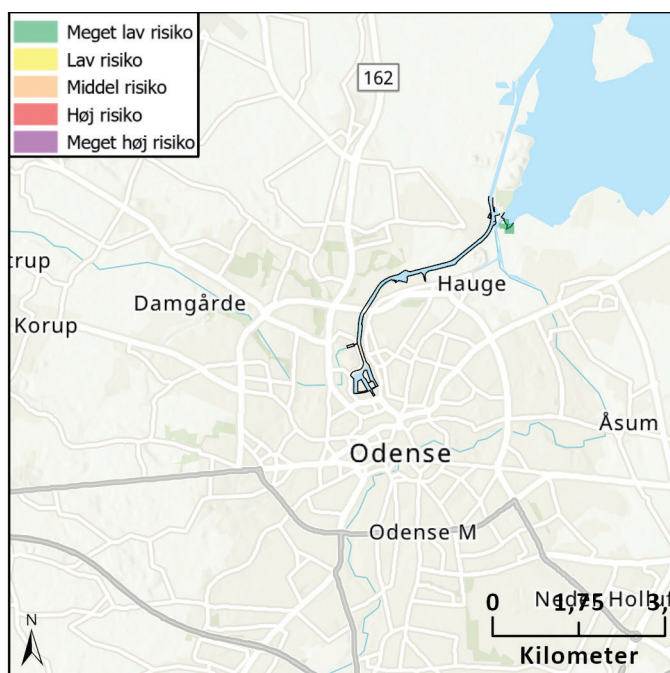 Meget lav risiko
Lav risiko
Middel risiko
Høj risiko
Meget høj risiko
162
Hauge
trup
Damgårde
Korup
Åsum
Odense
Odense M
N
0 1,75 3,
Kilometer